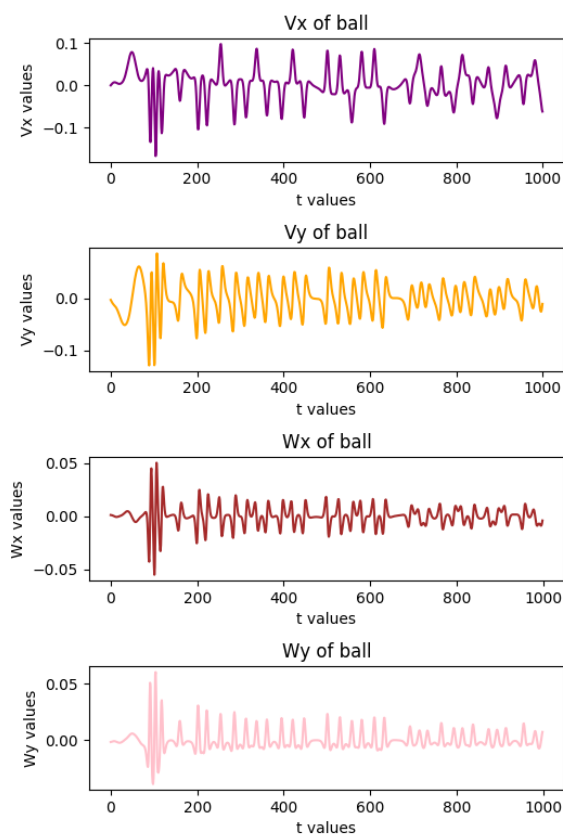 Vx of ball
0.1
0.0
−0.1
Vx values
0 200 400 600 800 1000
t values
Vy of ball
0.0
−0.1
Vy values
0 200 400 600 800 1000
t values
Wx of ball
0.05
0.00
−0.05
Wx values
0 200 400 600 800 1000
t values
Wy of ball
0.05
0.00
Wy values
0 200 400 600 800 1000
t values